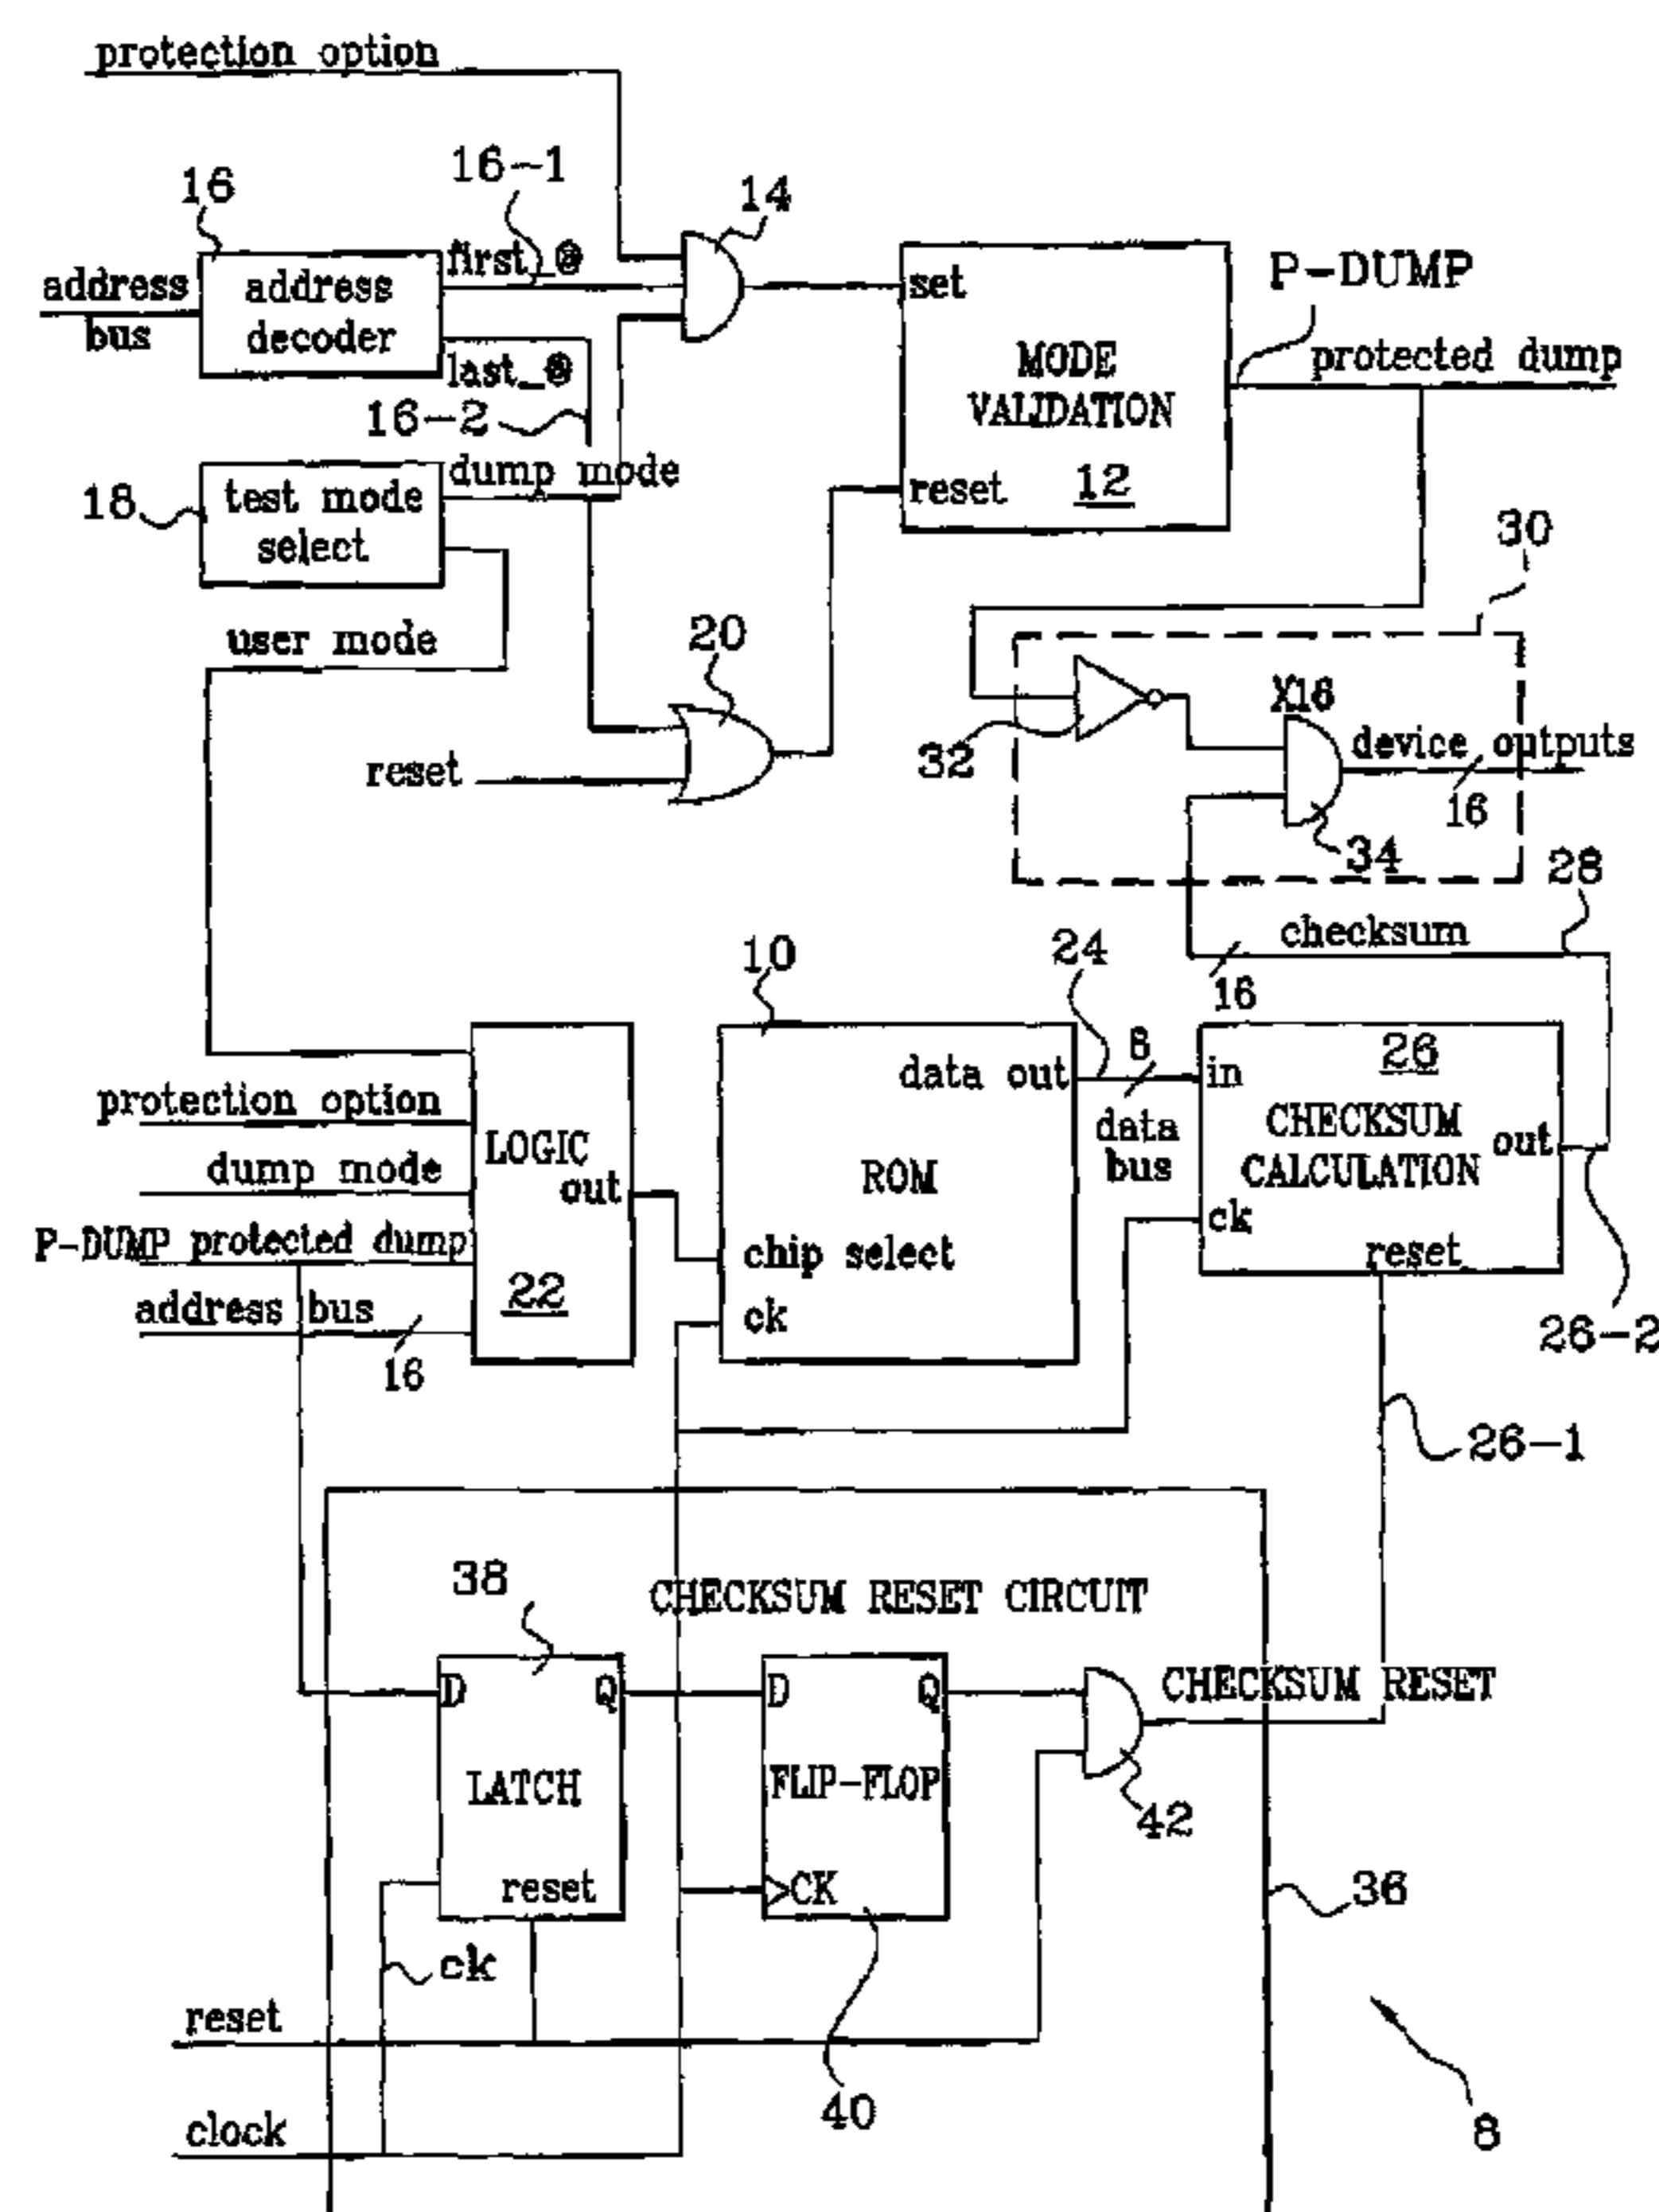 protection option
16
16-1
14
first_@
address
bus
address
decoder
last_@
16-2
set
MODE
VALIDATION
12
reset
P-DUMP
protected dump
18
test mode
select
dump mode
user mode
20
reset
30
32
X16
device outputs
16
34
28
checksum
16
10
24
8
data
bus
protection option
dump mode
P-DUMP protected dump
address bus
16
LOGIC
out
22
data out
ROM
chip select
ck
in
26
CHECKSUM
CALCULATION
out
ck
reset
26-2
26-1
38
CHECKSUM RESET CIRCUIT
D
Q
LATCH
reset
D
Q
FLIP-FLOP
CK
CHECKSUM RESET
42
36
ck
reset
40
clock
8